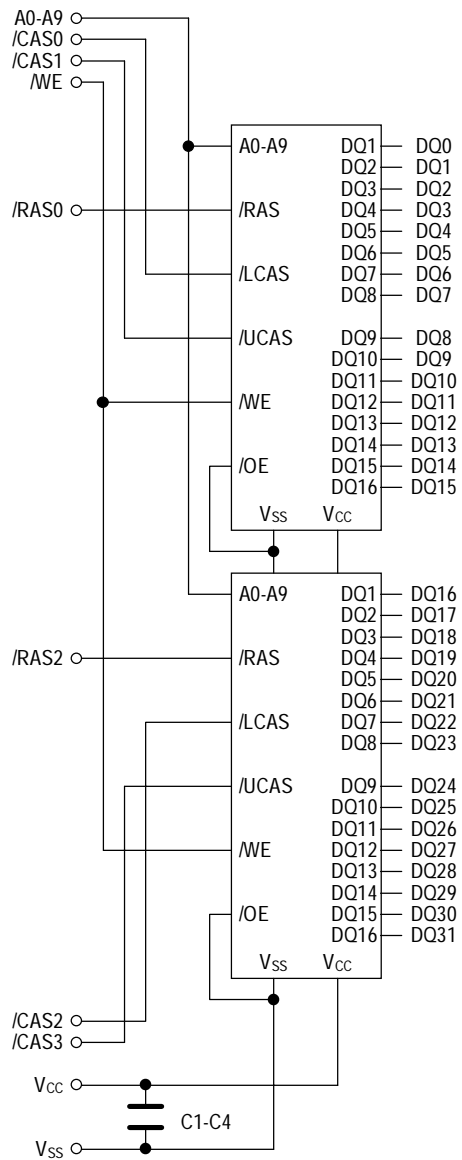 A0-A9
/CAS0
/CAS1
/WE
A0-A9 DQ1 DQ0
DQ2 DQ1
DQ3 DQ2
/RAS0 /RAS DQ4 DQ3
DQ5 DQ4
DQ6 DQ5
/LCAS DQ7 DQ6
DQ8 DQ7
/UCAS DQ9 DQ8
DQ10 DQ9
DQ11 DQ10
/WE DQ12 DQ11
DQ13 DQ12
DQ14 DQ13
/OE DQ15 DQ14
DQ16 DQ15
VSS VCC
A0-A9 DQ1 DQ16
DQ2 DQ17
DQ3 DQ18
/RAS2 /RAS DQ4 DQ19
DQ5 DQ20
DQ6 DQ21
/LCAS DQ7 DQ22
DQ8 DQ23
/UCAS DQ9 DQ24
DQ10 DQ25
DQ11 DQ26
/WE DQ12 DQ27
DQ13 DQ28
DQ14 DQ29
/OE DQ15 DQ30
DQ16 DQ31
VSS VCC
/CAS2
/CAS3
VCC
C1-C4
VSS